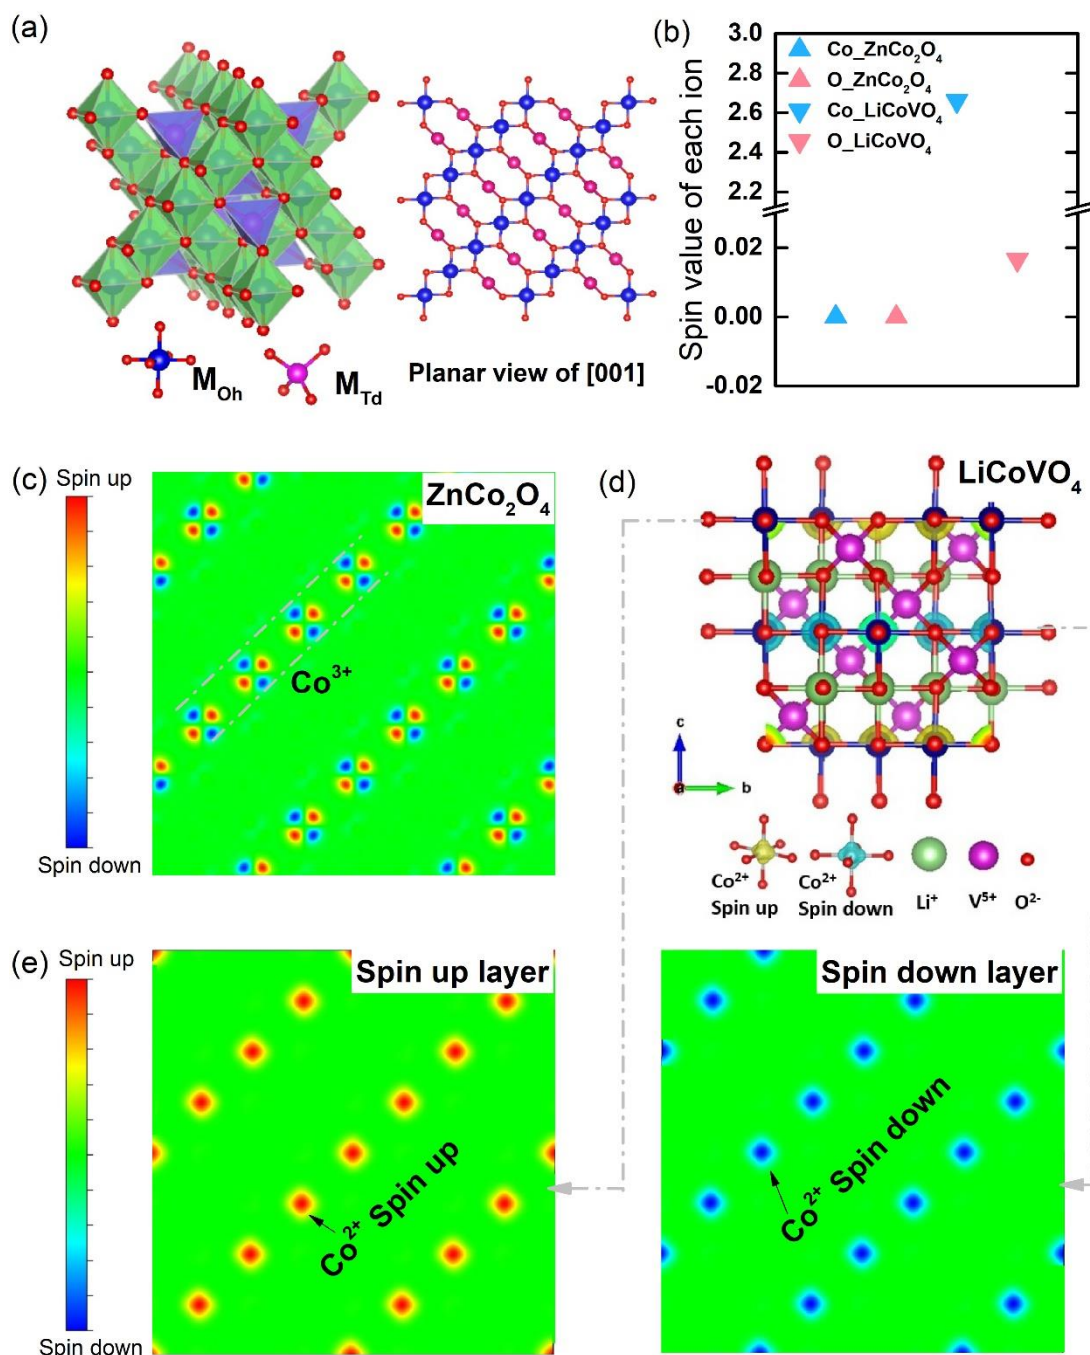 (a)
M_Oh
M_Td
Planar view of [001]
(b)
Spin value of each ion
3.0
2.8
2.6
2.4
2.2
0.02
0.00
-0.02
Co_ZnCo₂O₄
O_ZnCo₂O₄
Co_LiCoVO₄
O_LiCoVO₄
(c)
Spin up
Spin down
ZnCo₂O₄
Co³⁺
(d)
LiCoVO₄
c
a
b
Co²⁺
Spin up
Co²⁺
Spin down
Li⁺
V⁵⁺
O²⁻
(e)
Spin up
Spin down
Spin up layer
Co²⁺ Spin up
Spin down layer
Co²⁺ Spin down